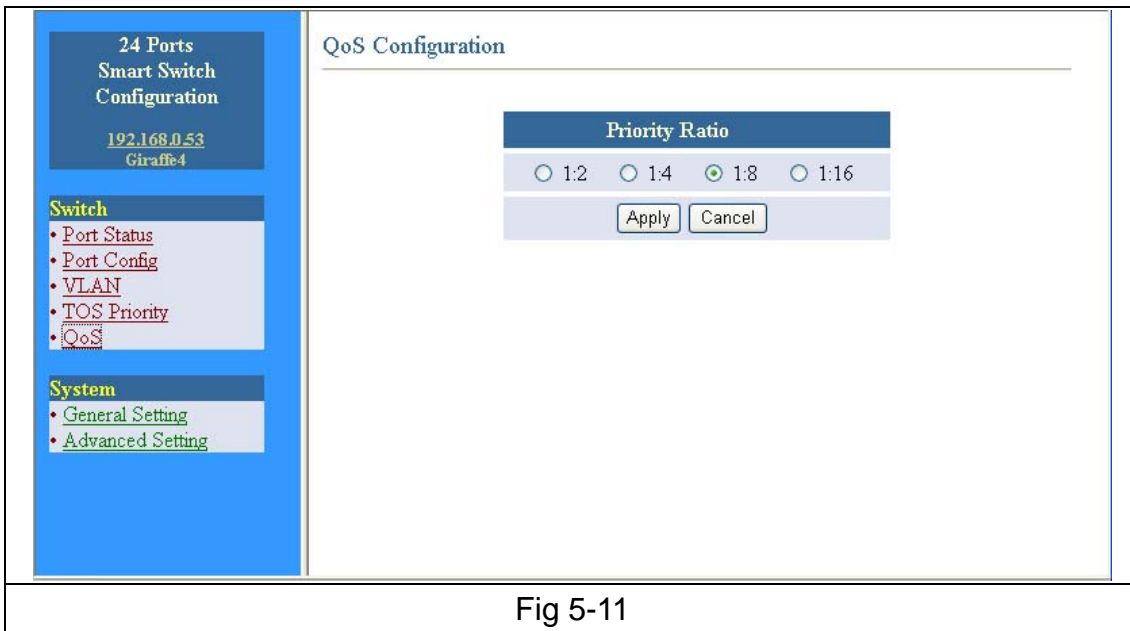 24 Ports
Smart Switch
Configuration
192.168.0.53
Giraffe4
Switch
• Port Status
• Port Config
• VLAN
• TOS Priority
• QoS
System
• General Setting
• Advanced Setting
QoS Configuration
Priority Ratio
1:2 1:4 1:8 1:16
Apply Cancel
Fig 5-11